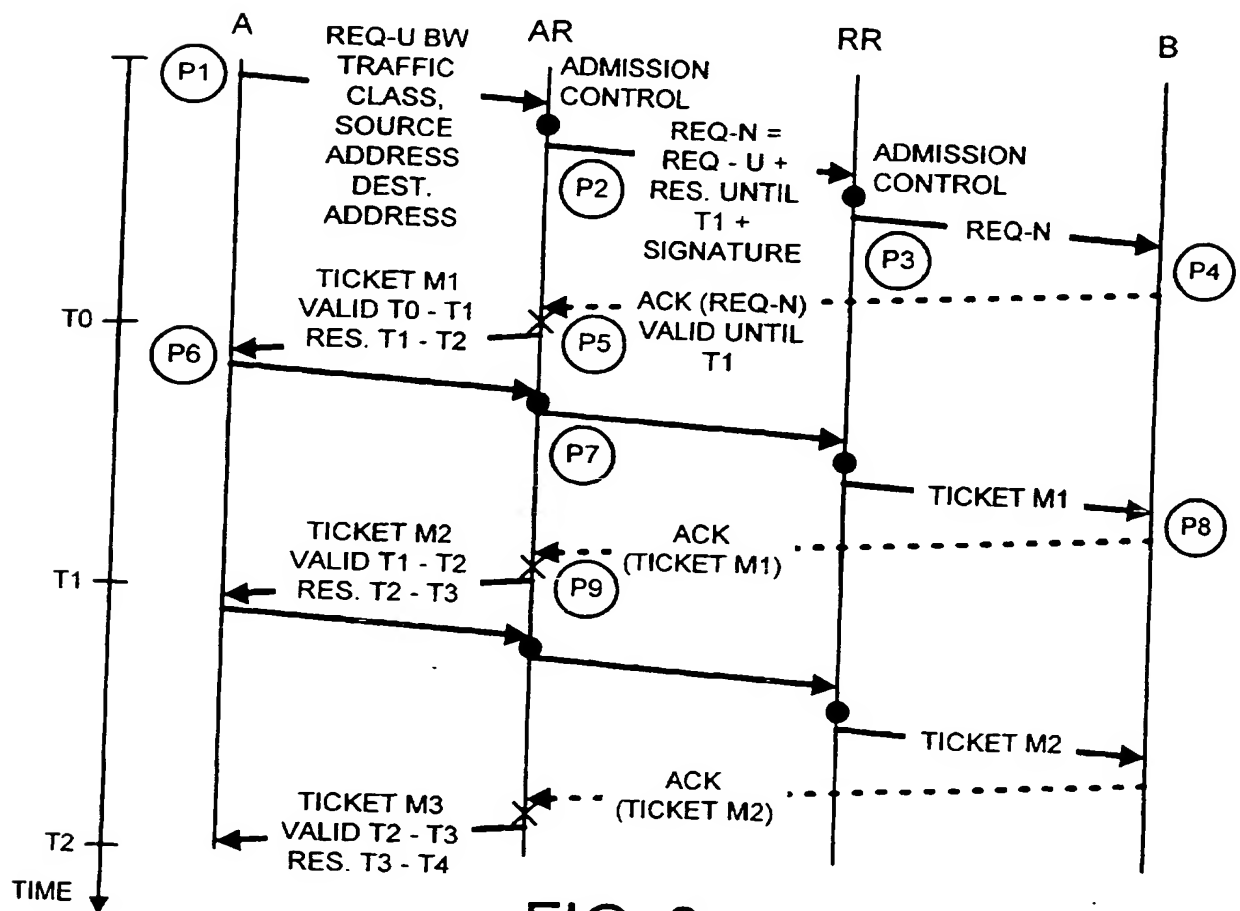 A
AR
RR
B
P1
REQ-U BW
TRAFFIC
CLASS,
SOURCE
ADDRESS
DEST.
ADDRESS
ADMISSION
CONTROL
P2
REQ-N =
REQ - U +
RES. UNTIL
T1 +
SIGNATURE
ADMISSION
CONTROL
P3
REQ-N
P4
T0
TICKET M1
VALID T0 - T1
RES. T1 - T2
ACK (REQ-N)
VALID UNTIL
T1
P5
P6
P7
TICKET M1
P8
T1
TICKET M2
VALID T1 - T2
RES. T2 - T3
ACK
(TICKET M1)
P9
TICKET M2
T2
TICKET M3
VALID T2 - T3
RES. T3 - T4
ACK
(TICKET M2)
TIME